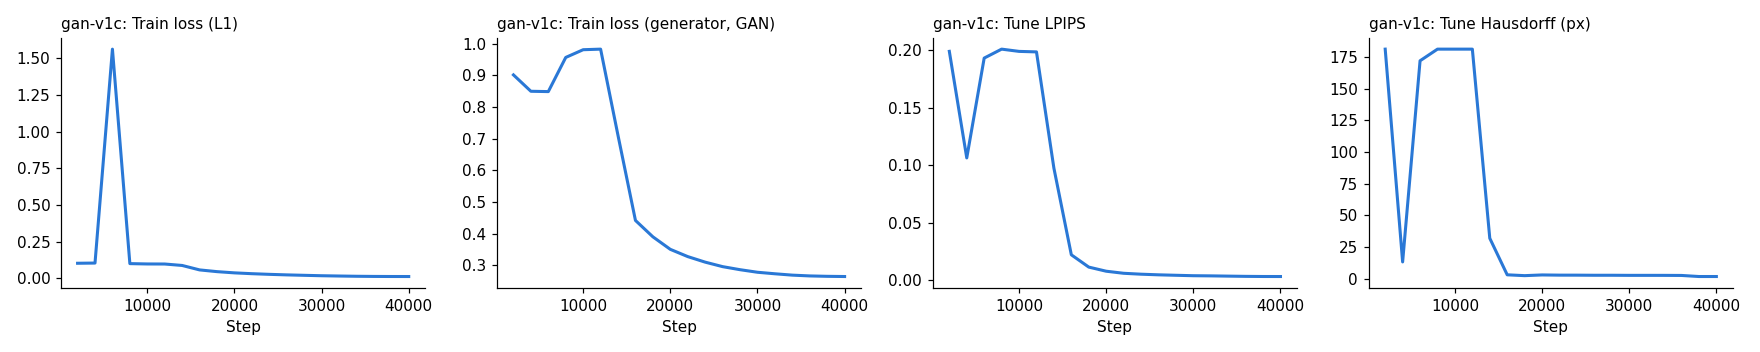 gan-v1c: Train loss (L1)
1.50
1.25
1.00
0.75
0.50
0.25
0.00
10000 20000 30000 40000
Step
gan-v1c: Train loss (generator, GAN)
1.0
0.9
0.8
0.7
0.6
0.5
0.4
0.3
10000 20000 30000 40000
Step
gan-v1c: Tune LPIPS
0.20
0.15
0.10
0.05
0.00
10000 20000 30000 40000
Step
gan-v1c: Tune Hausdorff (px)
175
150
125
100
75
50
25
0
10000 20000 30000 40000
Step